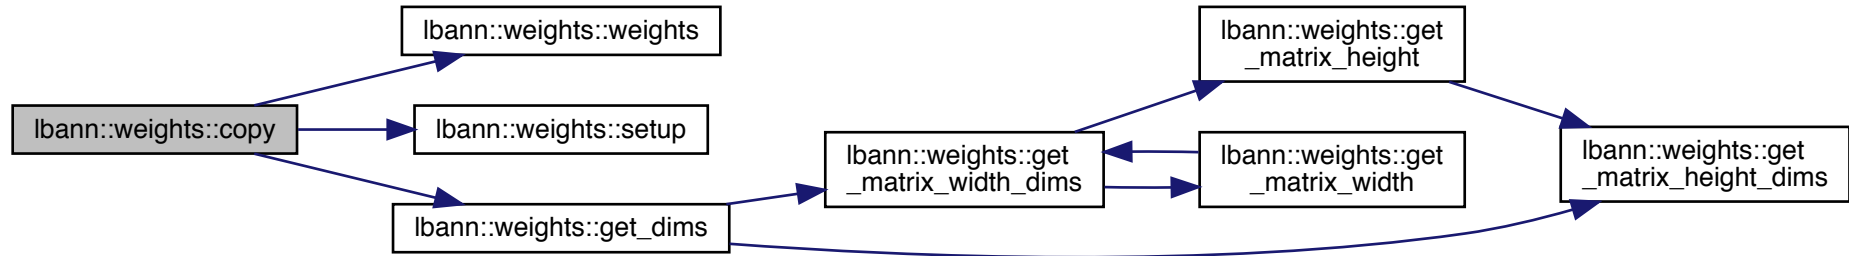 lbann::weights::copy
lbann::weights::weights
lbann::weights::setup
lbann::weights::get_dims
lbann::weights::get
_matrix_width_dims
lbann::weights::get
_matrix_height
lbann::weights::get
_matrix_width
lbann::weights::get
_matrix_height_dims